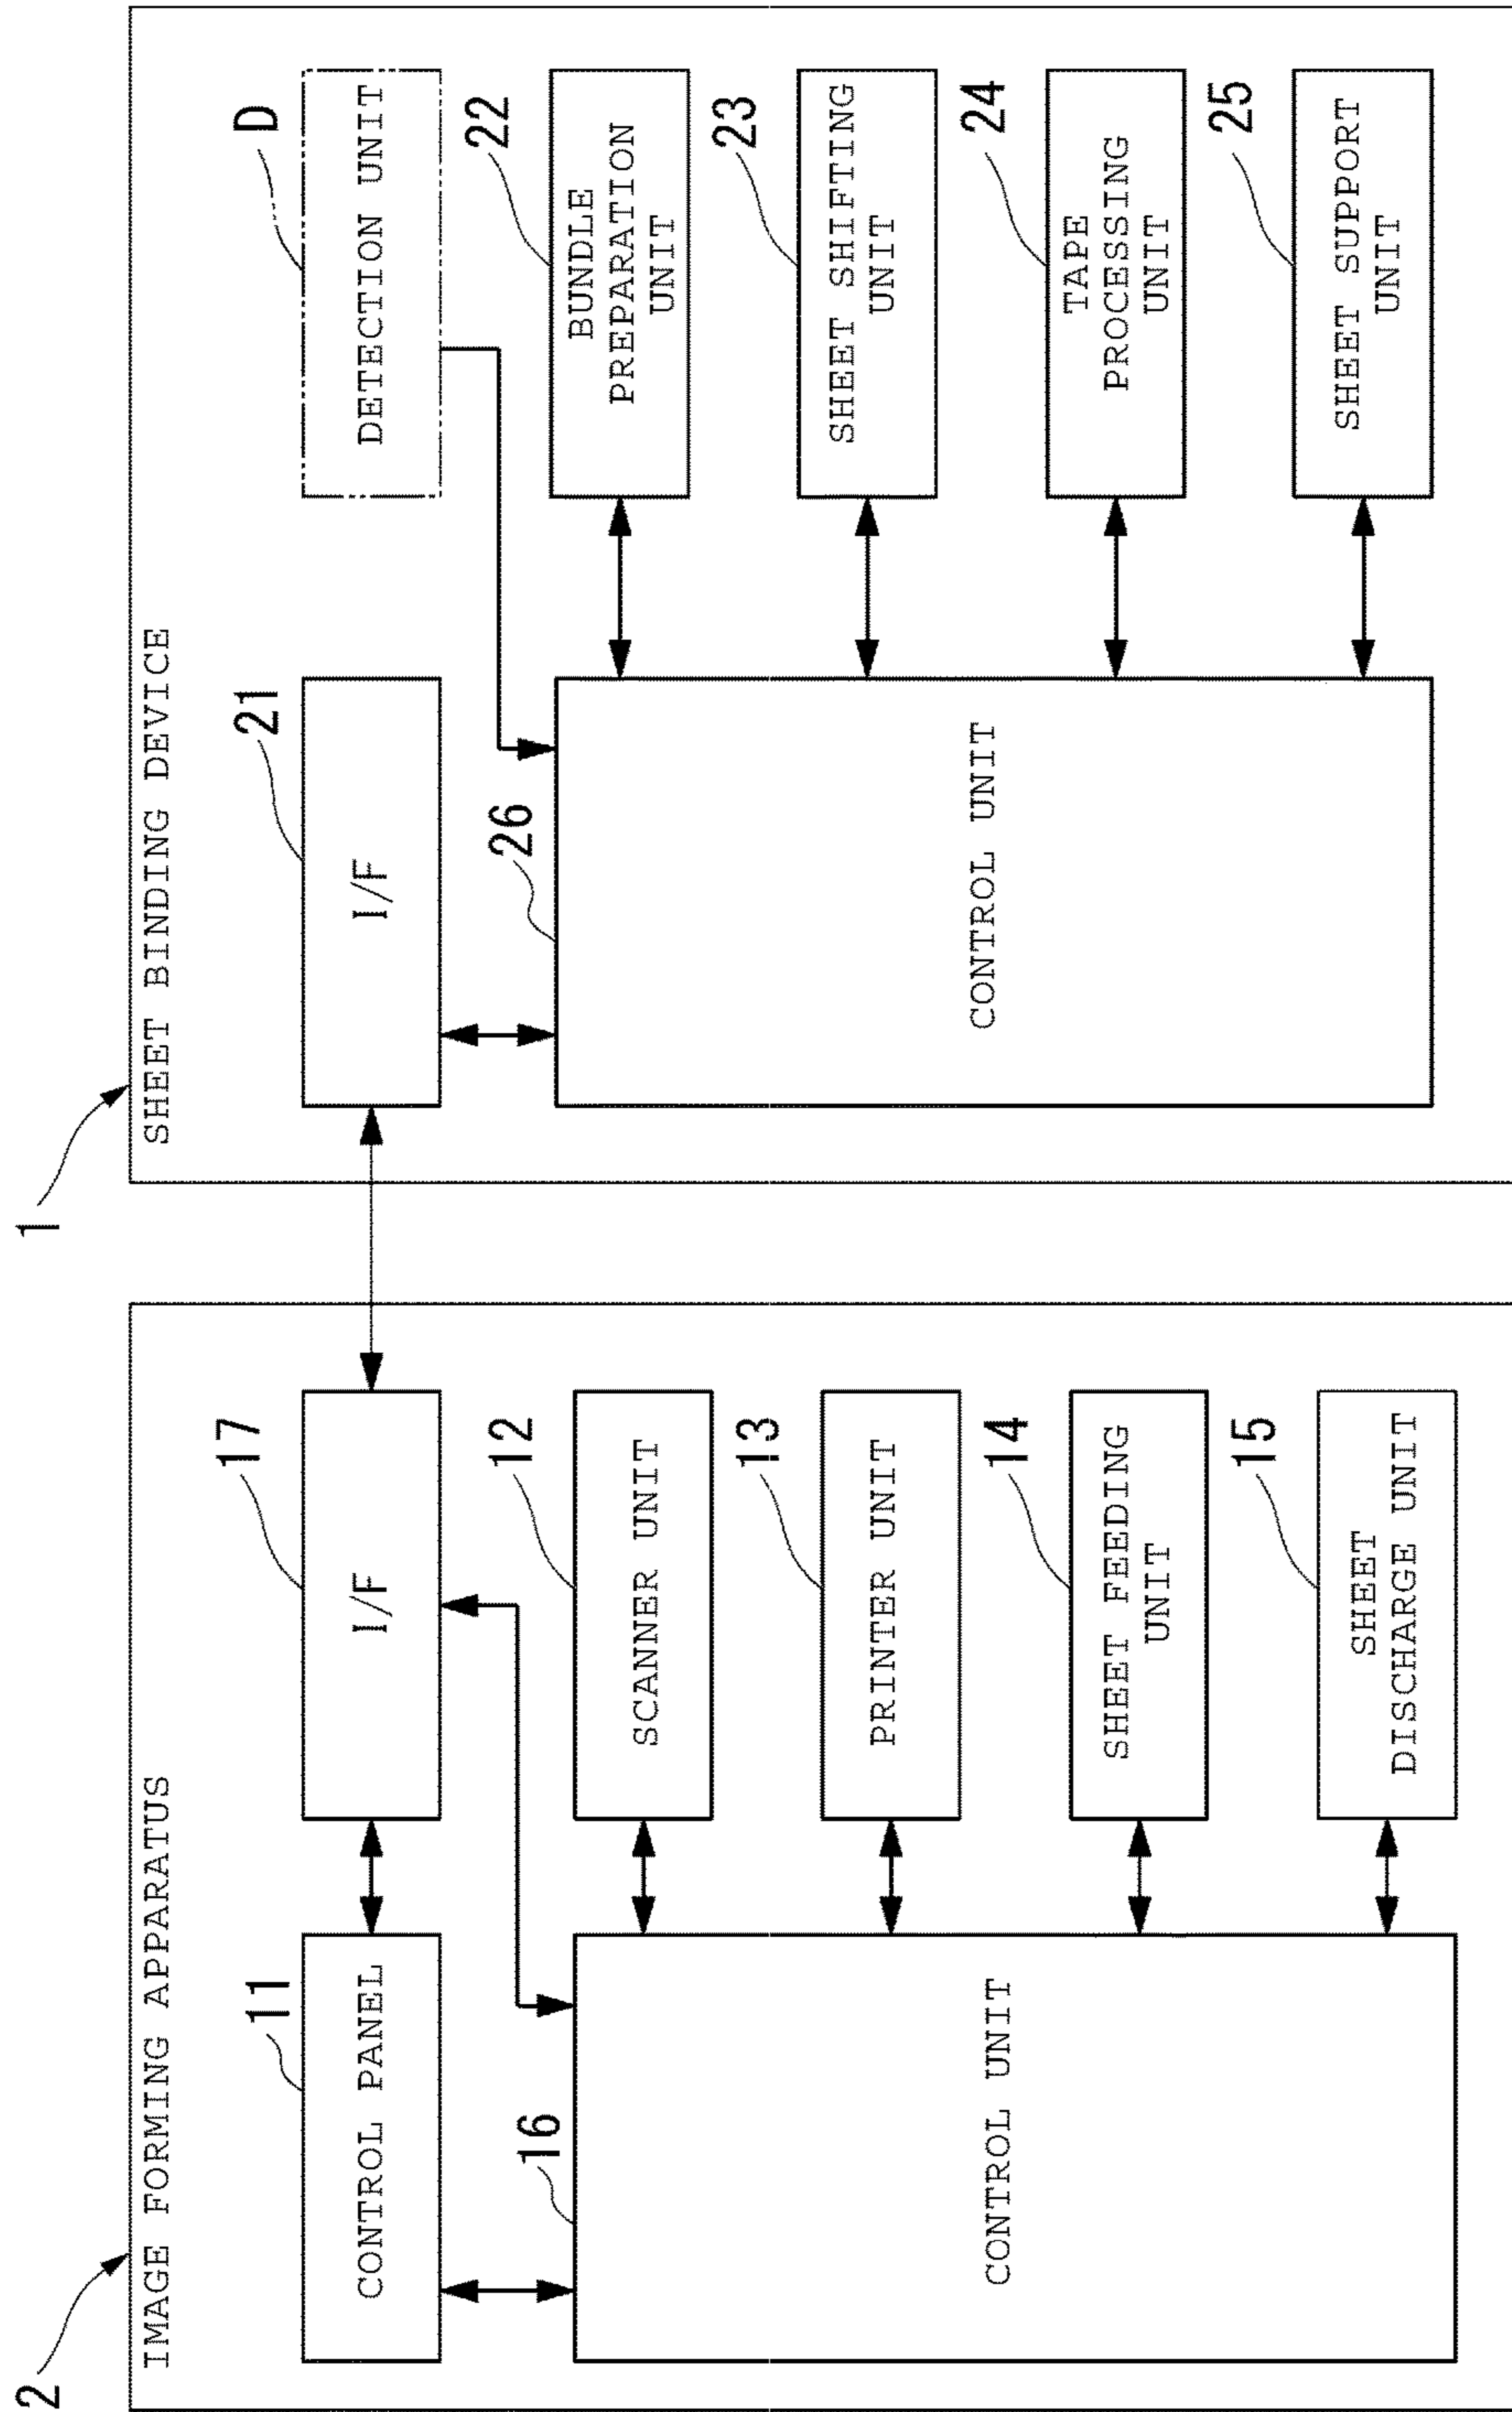 2
IMAGE FORMING APPARATUS
11
CONTROL PANEL
17
I/F
16
CONTROL UNIT
12
SCANNER UNIT
13
PRINTER UNIT
14
SHEET FEEDING
UNIT
15
SHEET
DISCHARGE UNIT
1
SHEET BINDING DEVICE
21
I/F
D
DETECTION UNIT
26
CONTROL UNIT
22
BUNDLE
PREPARATION
UNIT
23
SHEET SHIFTING
UNIT
24
TAPE
PROCESSING
UNIT
25
SHEET SUPPORT
UNIT